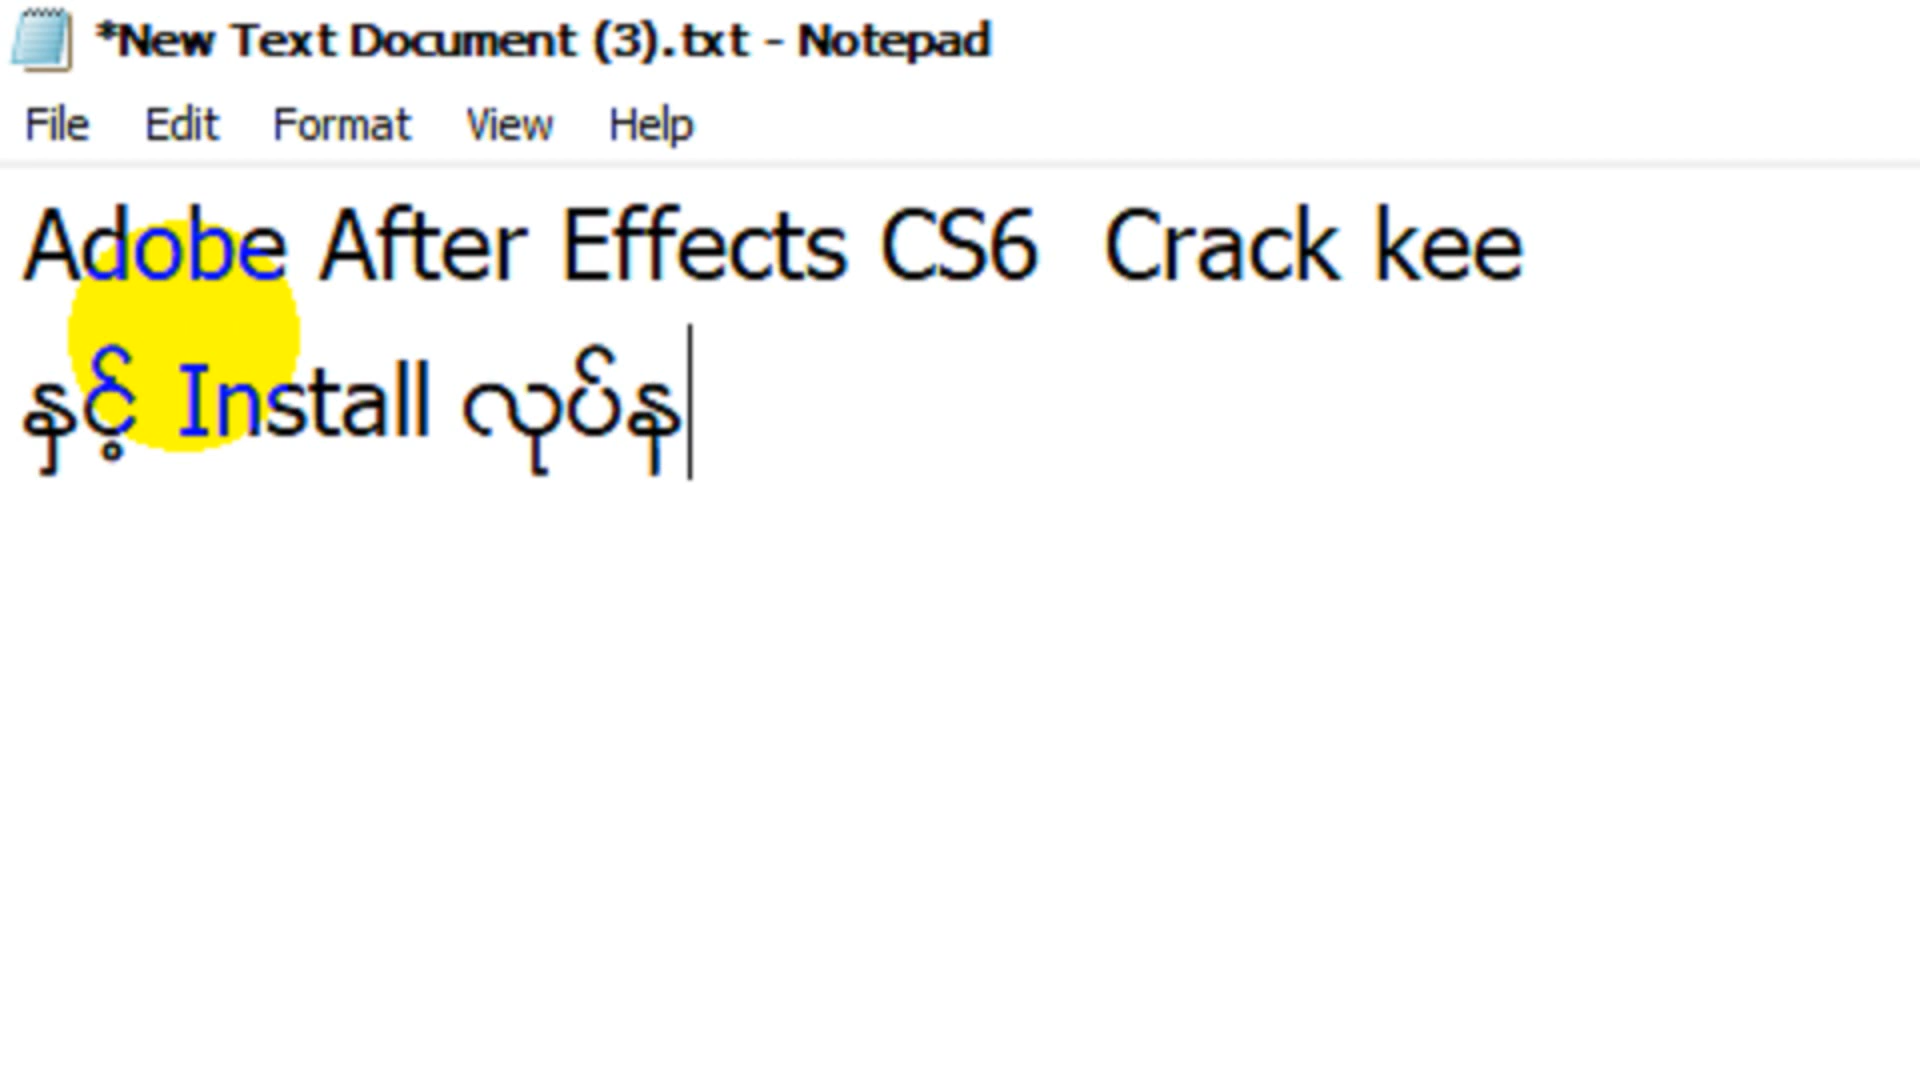 *New Text Document (3).txt - Notepad
File Edit Format View Help
Adobe After Effects CS6  Crack kee
နှင့် Install လုပ်န